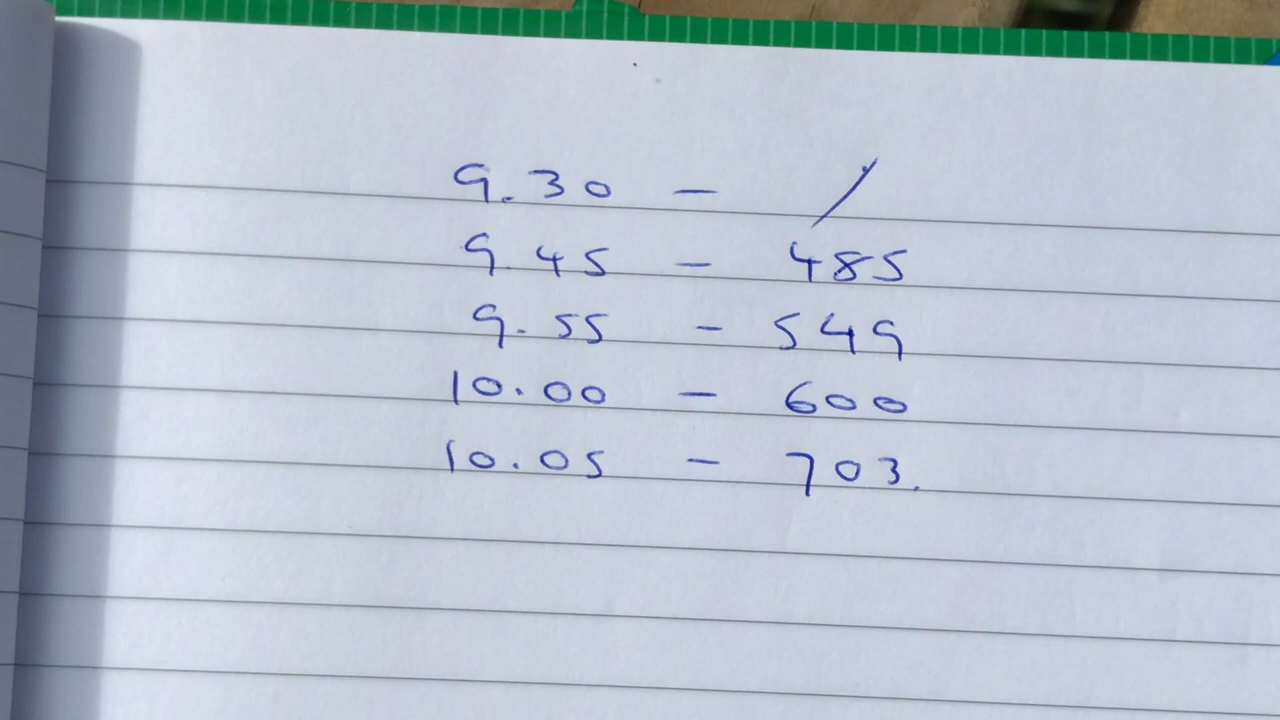 9.30 - /
9.45 - 485
9.55 - 549
10.00 - 600
10.05 - 703.